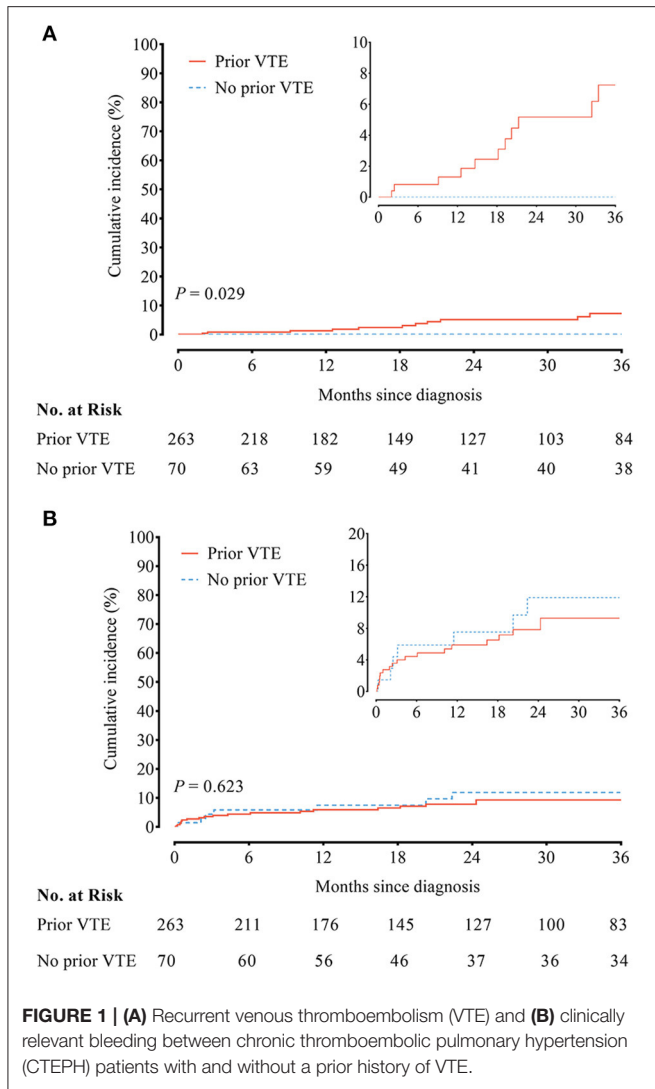 A
Prior VTE
No prior VTE
Cumulative incidence (%)
100
90
80
70
60
50
40
30
20
10
0
P = 0.029
0 6 12 18 24 30 36
Months since diagnosis
10
8
6
4
2
0
0 6 12 18 24 30 36
No. at Risk
Prior VTE 263 218 182 149 127 103 84
No prior VTE 70 63 59 49 41 40 38
B
Prior VTE
No prior VTE
Cumulative incidence (%)
100
90
80
70
60
50
40
30
20
10
0
P = 0.623
0 6 12 18 24 30 36
Months since diagnosis
20
16
12
8
4
0
0 6 12 18 24 30 36
No. at Risk
Prior VTE 263 211 176 145 127 100 83
No prior VTE 70 60 56 46 37 36 34
FIGURE 1 | (A) Recurrent venous thromboembolism (VTE) and (B) clinically
relevant bleeding between chronic thromboembolic pulmonary hypertension
(CTEPH) patients with and without a prior history of VTE.